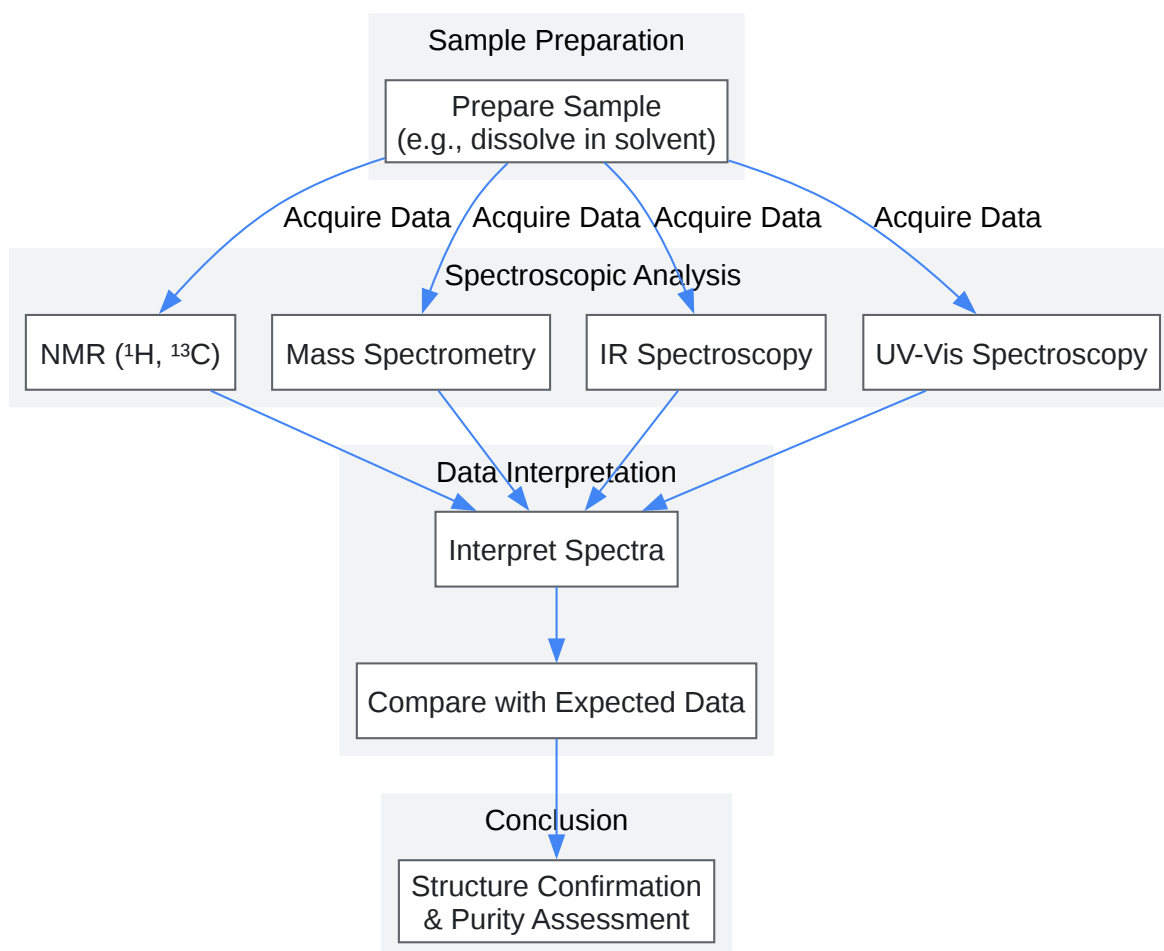 Sample Preparation
Prepare Sample
(e.g., dissolve in solvent)
Acquire Data
Acquire Data
Acquire Data
Acquire Data
Spectroscopic Analysis
NMR (¹H, ¹³C)
Mass Spectrometry
IR Spectroscopy
UV-Vis Spectroscopy
Data Interpretation
Interpret Spectra
Compare with Expected Data
Conclusion
Structure Confirmation
& Purity Assessment